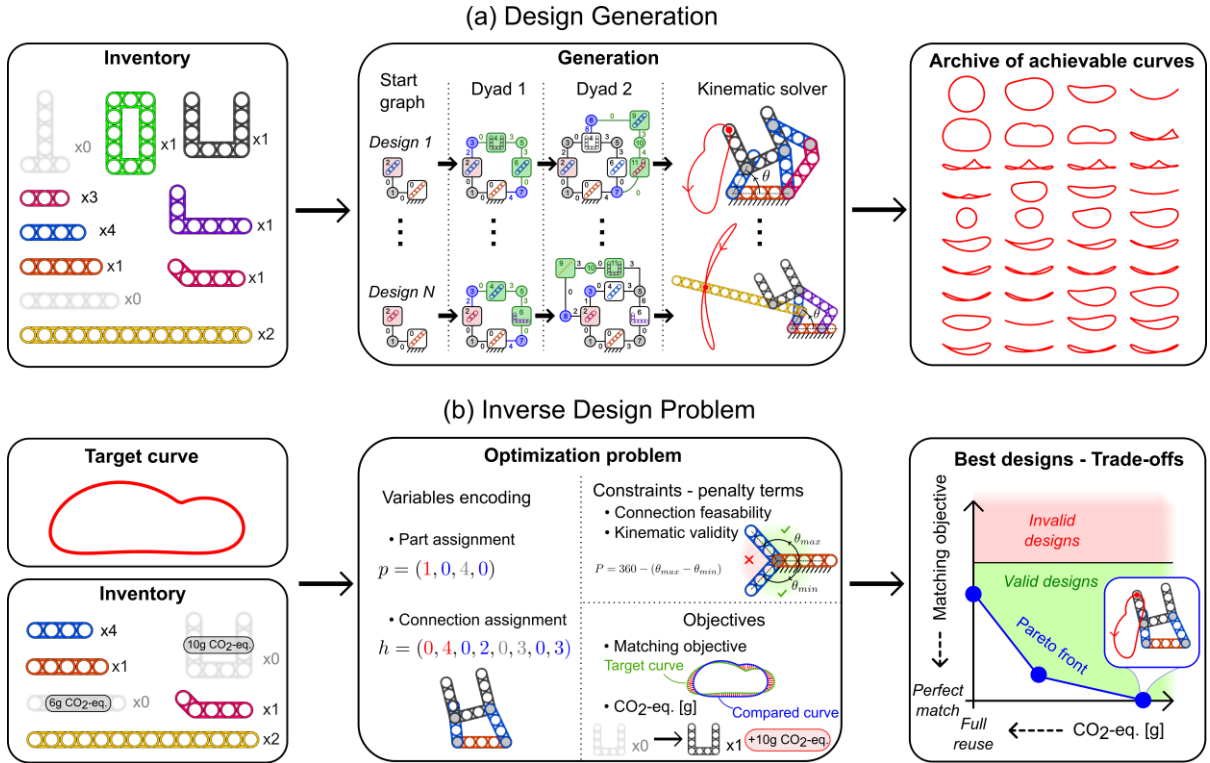 (a) Design Generation
Inventory
x0
x1
x1
x3
x4
x1
x1
x1
x0
x2
Generation
Start graph
Dyad 1
Dyad 2
Kinematic solver
Design 1
Design N
θ
θ
Archive of achievable curves
(b) Inverse Design Problem
Target curve
Inventory
x4
x1
10g CO2-eq.
x0
6g CO2-eq.
x0
x1
x2
Optimization problem
Variables encoding
• Part assignment
p = (1, 0, 4, 0)
• Connection assignment
h = (0, 4, 0, 2, 0, 3, 0, 3)
Constraints - penalty terms
• Connection feasability
• Kinematic validity
P = 360 − (θmax − θmin)
θmax
θmin
Objectives
• Matching objective
Target curve
Compared curve
• CO2-eq. [g]
x0
x1
+10g CO2-eq.
Best designs - Trade-offs
Matching objective
Invalid designs
Valid designs
Pareto front
Perfect match
Full reuse
CO2-eq. [g]